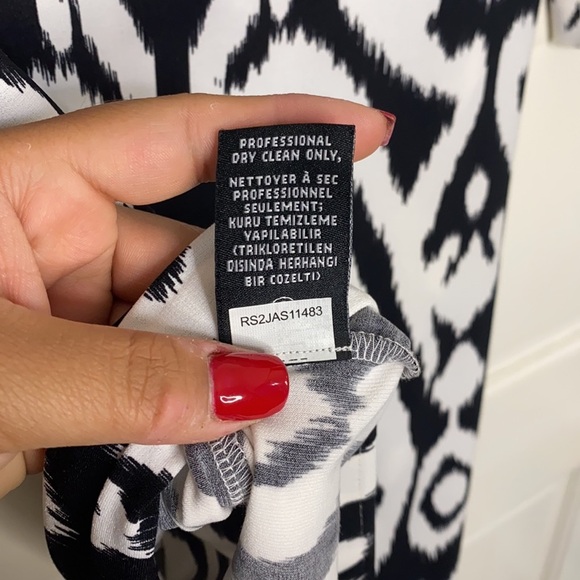 PROFESSIONAL
DRY CLEAN ONLY,
NETTOYER À SEC
PROFESSIONNEL
SEULEMENT;
KURU TEMIZLEME
YAPILABILIR
(TRIKLORETILEN
DISINDA HERHANGI
BIR COZELTI)
RS2JAS11483